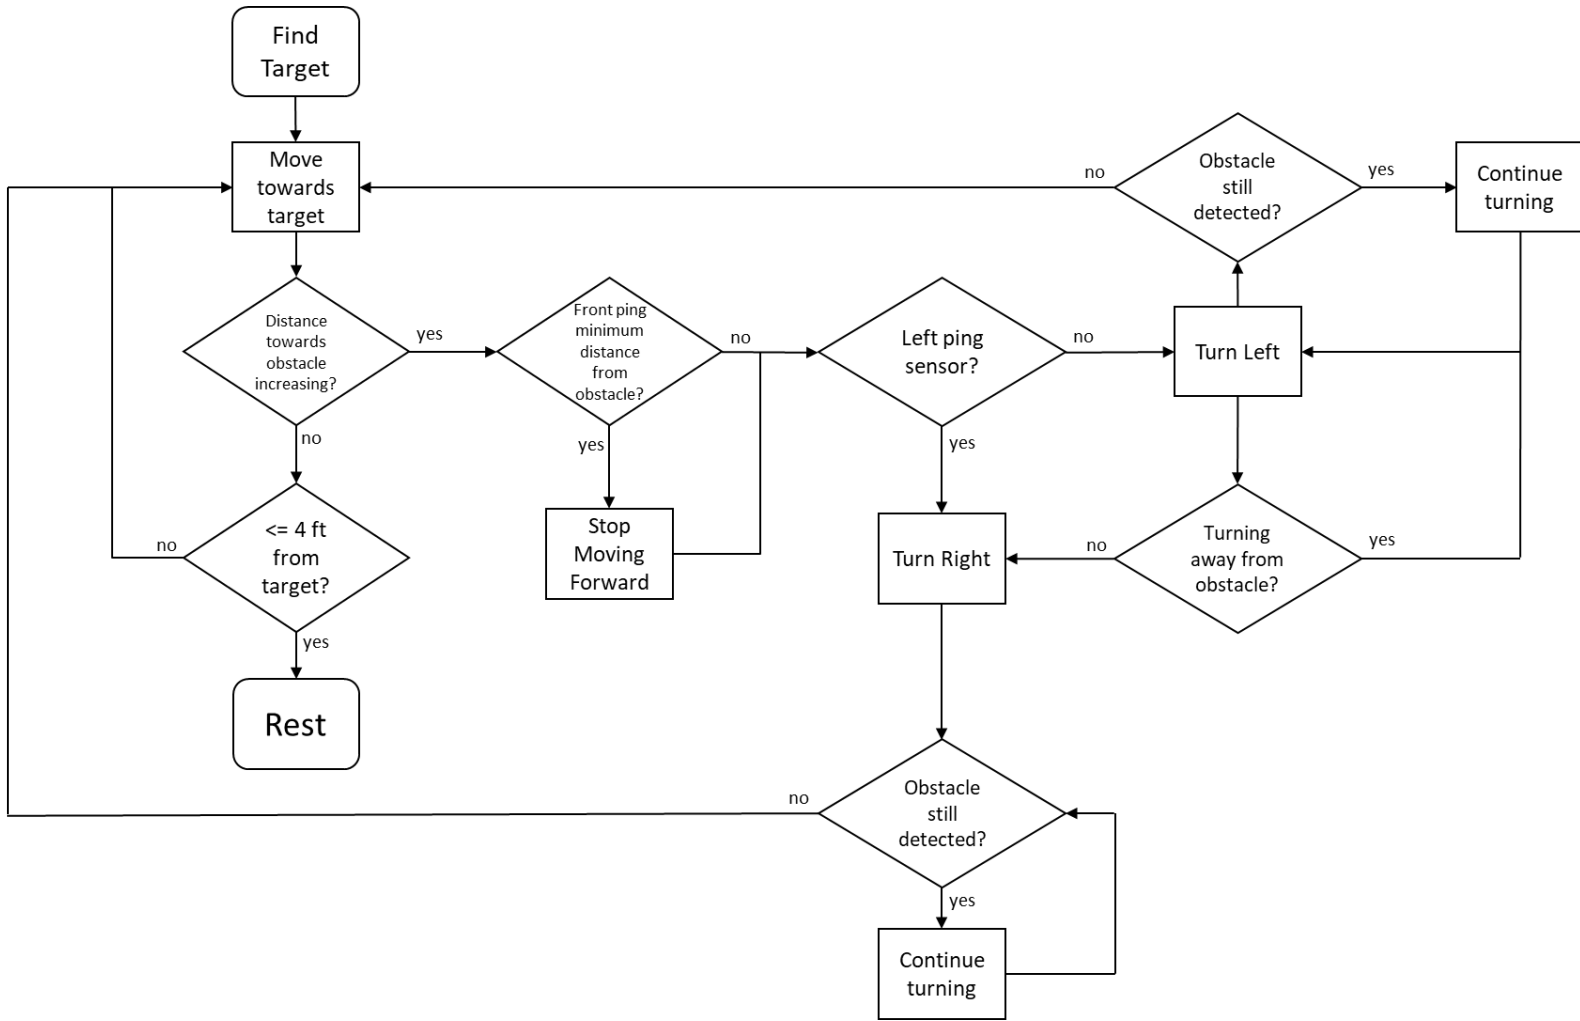 Find
Target
Move
towards
target
no
Obstacle
still
detected?
yes
Continue
turning
Distance
towards
obstacle
increasing?
yes
Front ping
minimum
distance
from
obstacle?
no
Left ping
sensor?
no
Turn Left
no
yes
yes
<= 4 ft
from
target?
no
yes
Stop
Moving
Forward
Turn Right
no
Turning
away from
obstacle?
yes
Rest
no
Obstacle
still
detected?
yes
Continue
turning